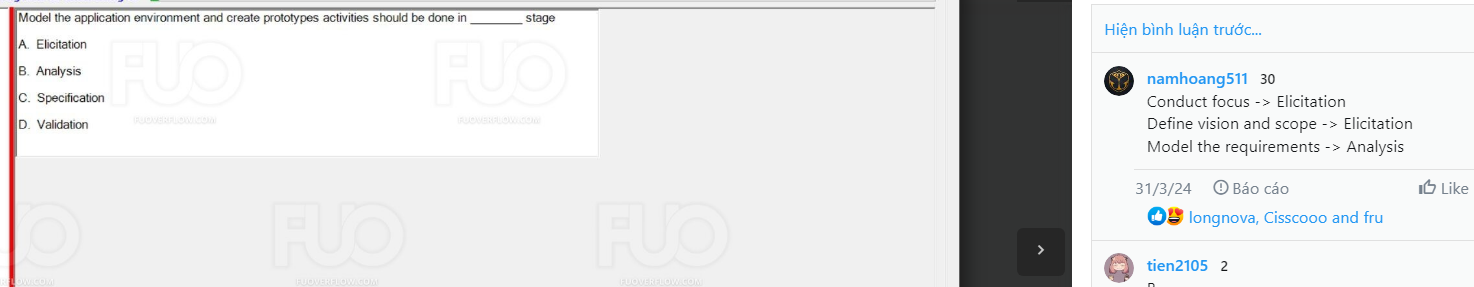 Model the application environment and create prototypes activities should be done in ________ stage
A. Elicitation
B. Analysis
C. Specification
D. Validation
FUO
FUOVERFLOW.COM
FUO
FUOVERFLOW.COM
FUO
FUOVERFLOW.COM
FUO
FUOVERFLOW.COM
Hiện bình luận trước...
namhoang511 30
Conduct focus -> Elicitation
Define vision and scope -> Elicitation
Model the requirements -> Analysis
31/3/24 Báo cáo Like
longnova, Cisscooo and fru
tien2105 2